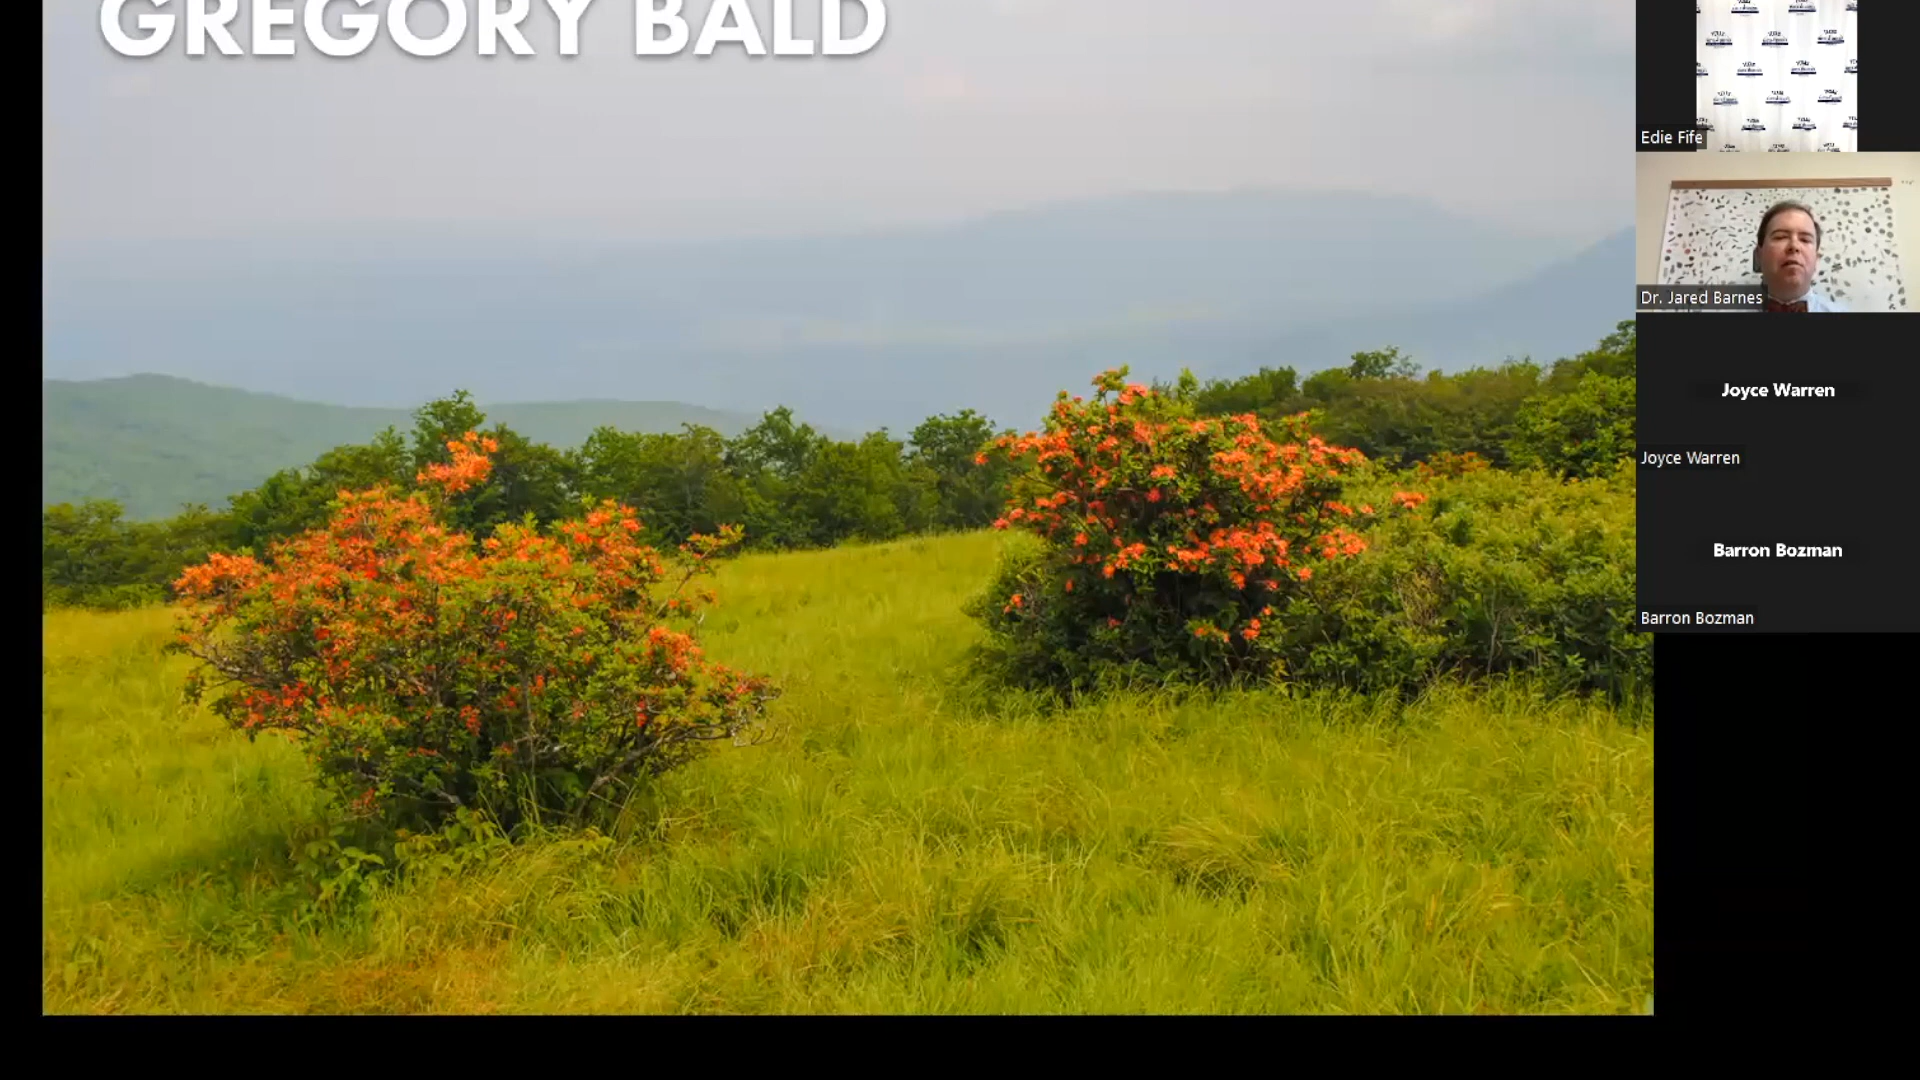 GREGORY BALD
Edie Fife
Dr. Jared Barnes
Joyce Warren
Joyce Warren
Barron Bozman
Barron Bozman